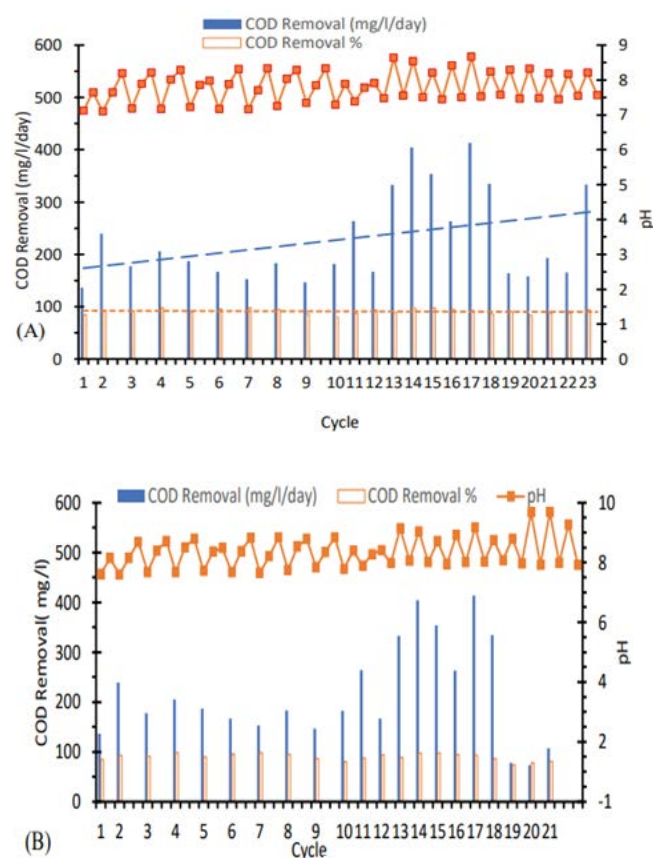 COD Removal (mg/l/day)
COD Removal %
600
500
400
300
200
100
0
COD Removal (mg/l/day)
9
8
7
6
5
4
3
2
1
0
pH
(A)
1 2 3 4 5 6 7 8 9 10 11 12 13 14 15 16 17 18 19 20 21 22 23
Cycle
COD Removal (mg/l/day) COD Removal % pH
600
500
400
300
200
100
0
COD Removal( mg/l)
10
8
6
4
2
-1
pH
1 2 3 4 5 6 7 8 9 10 11 12 13 14 15 16 17 18 19 20 21
(B)
Cycle